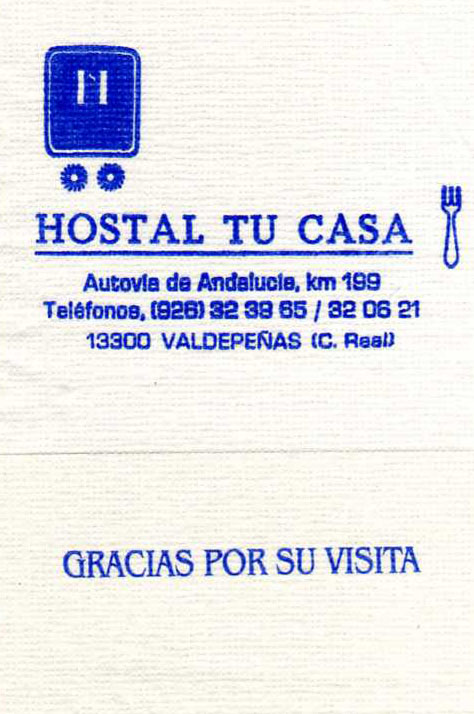 H
HOSTAL TU CASA
Autovía de Andalucía, km 199
Teléfonos, (926) 32 39 65 / 32 06 21
13300 VALDEPEÑAS (C. Real)
GRACIAS POR SU VISITA